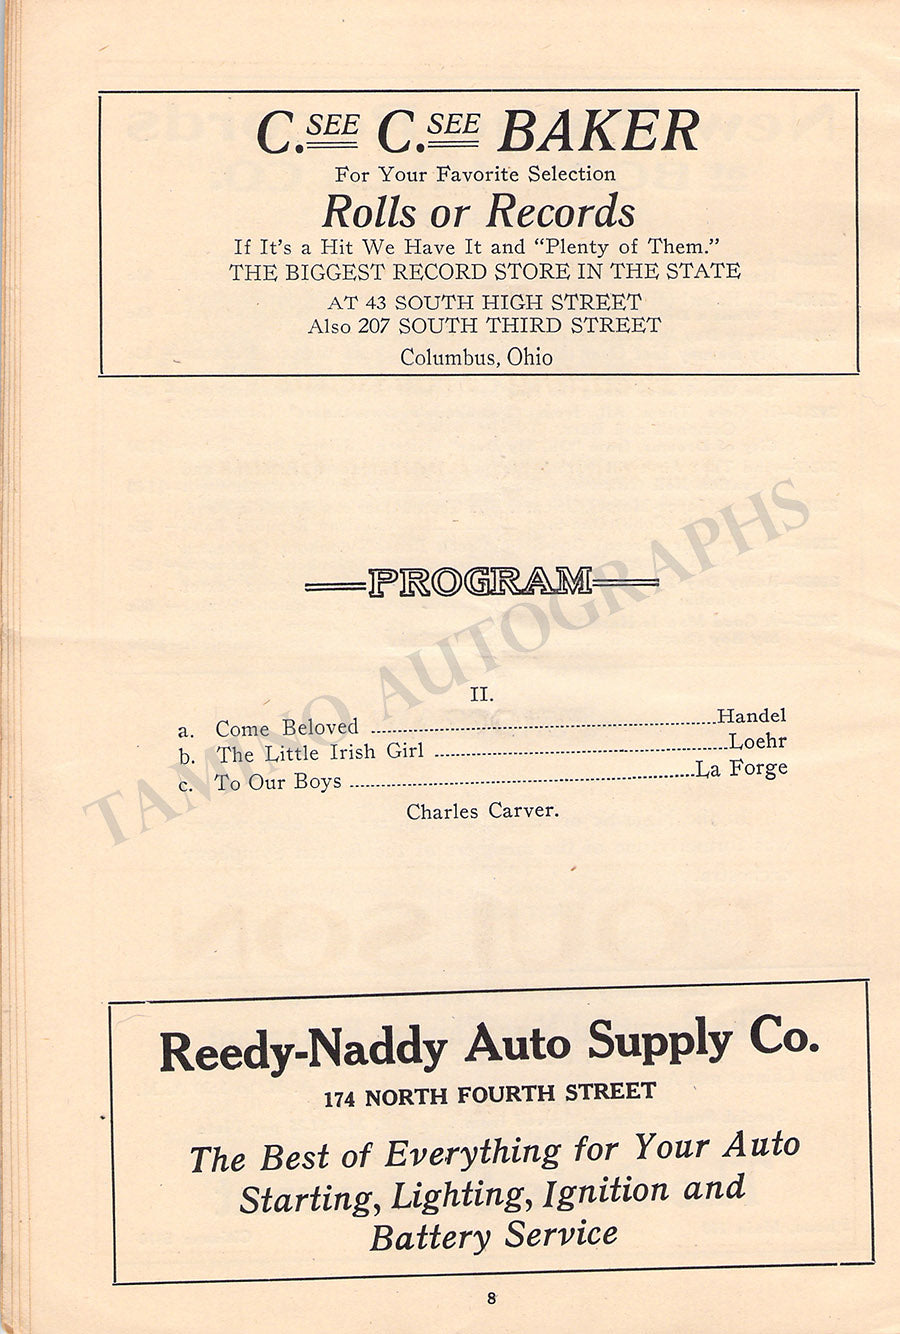 C. SEE C. SEE BAKER
For Your Favorite Selection
Rolls or Records
If It's a Hit We Have It and “Plenty of Them.”
THE BIGGEST RECORD STORE IN THE STATE
AT 43 SOUTH HIGH STREET
Also 207 SOUTH THIRD STREET
Columbus, Ohio
PROGRAM
TAMINO AUTOGRAPHS
II.
a. Come Beloved ........ Handel
b. The Little Irish Girl ........ Loehr
c. To Our Boys ........ La Forge
Charles Carver.
Reedy-Naddy Auto Supply Co.
174 NORTH FOURTH STREET
The Best of Everything for Your Auto
Starting, Lighting, Ignition and
Battery Service
8